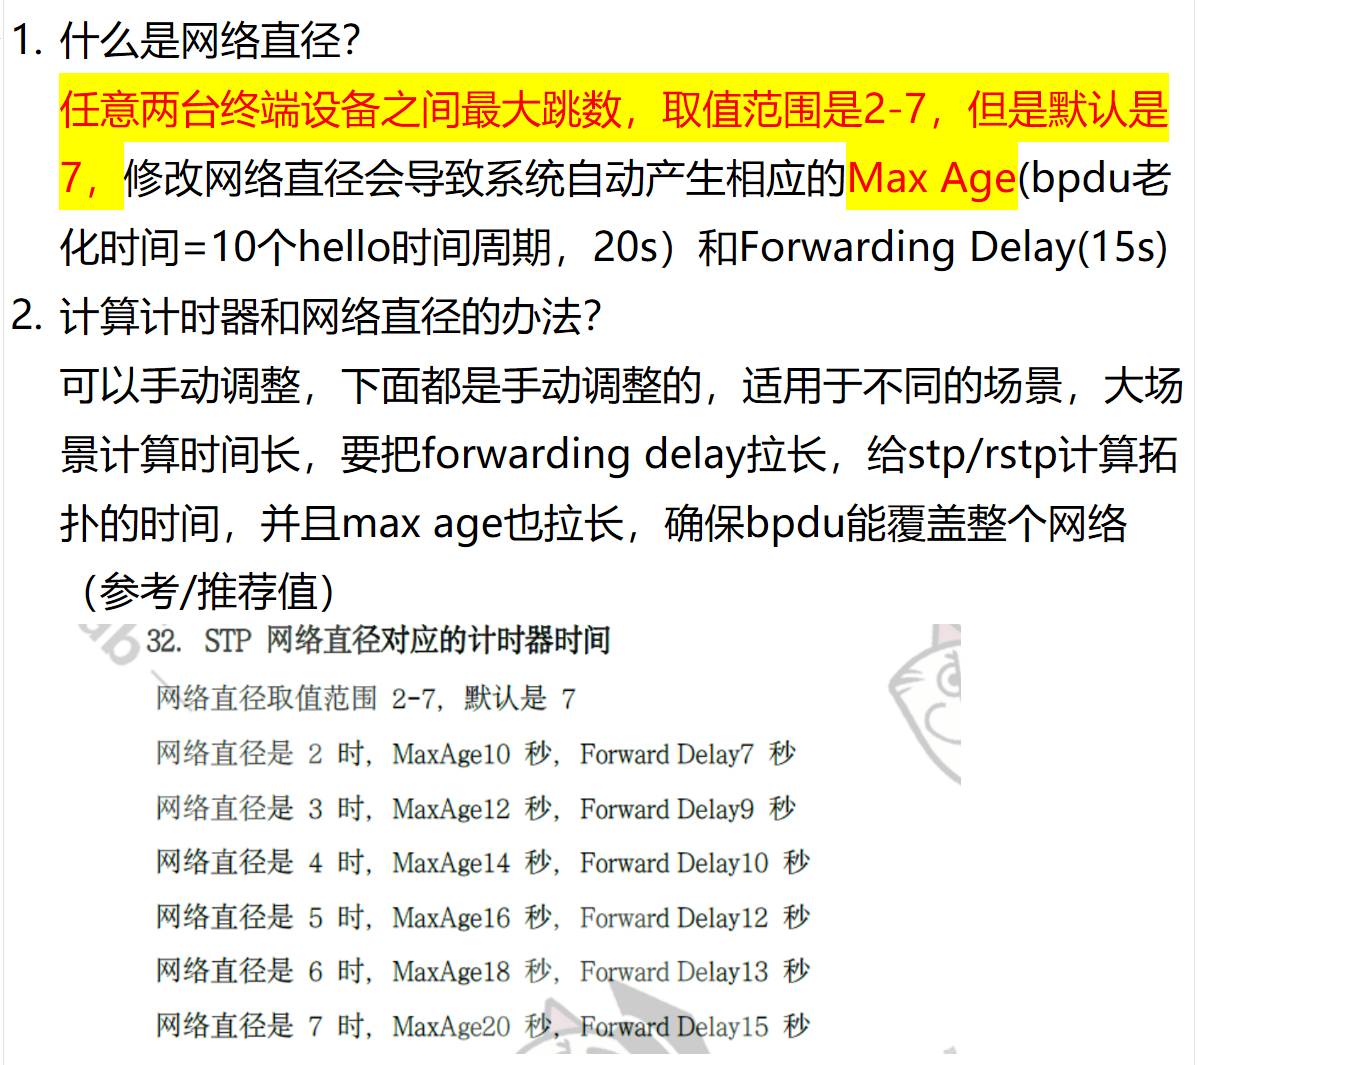 1. 什么是网络直径？
任意两台终端设备之间最大跳数，取值范围是2-7，但是默认是
7，修改网络直径会导致系统自动产生相应的Max Age(bpdu老
化时间=10个hello时间周期，20s）和Forwarding Delay(15s)
2. 计算计时器和网络直径的办法？
可以手动调整，下面都是手动调整的，适用于不同的场景，大场
景计算时间长，要把forwarding delay拉长，给stp/rstp计算拓
扑的时间，并且max age也拉长，确保bpdu能覆盖整个网络
（参考/推荐值）
32. STP 网络直径对应的计时器时间
网络直径取值范围 2-7, 默认是 7
网络直径是 2 时, MaxAge10 秒, Forward Delay7 秒
网络直径是 3 时, MaxAge12 秒, Forward Delay9 秒
网络直径是 4 时, MaxAge14 秒, Forward Delay10 秒
网络直径是 5 时, MaxAge16 秒, Forward Delay12 秒
网络直径是 6 时, MaxAge18 秒, Forward Delay13 秒
网络直径是 7 时, MaxAge20 秒, Forward Delay15 秒